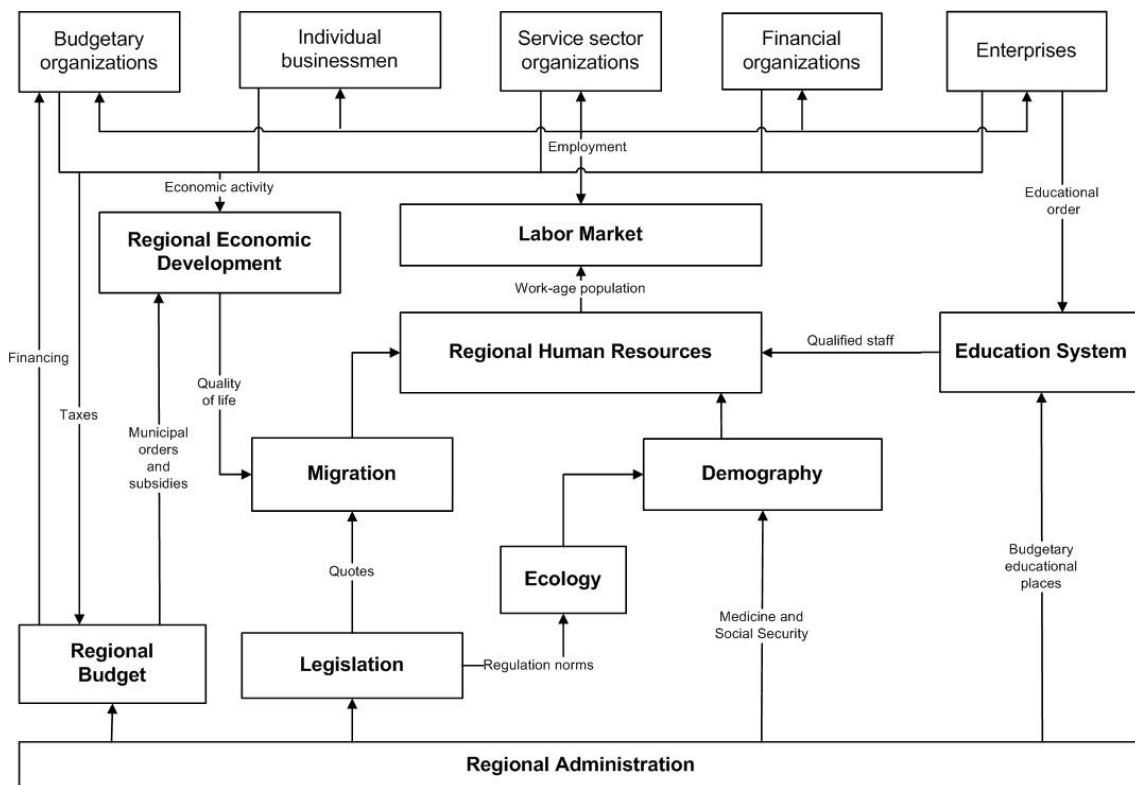 Budgetary
organizations
Individual
businessmen
Service sector
organizations
Financial
organizations
Enterprises
Employment
Economic activity
Educational
order
Regional Economic
Development
Labor Market
Work-age population
Regional Human Resources
Qualified staff
Education System
Financing
Taxes
Municipal
orders
and
subsidies
Quality
of life
Migration
Demography
Quotes
Ecology
Budgetary
educational
places
Medicine and
Social Security
Regional
Budget
Legislation
Regulation norms
Regional Administration